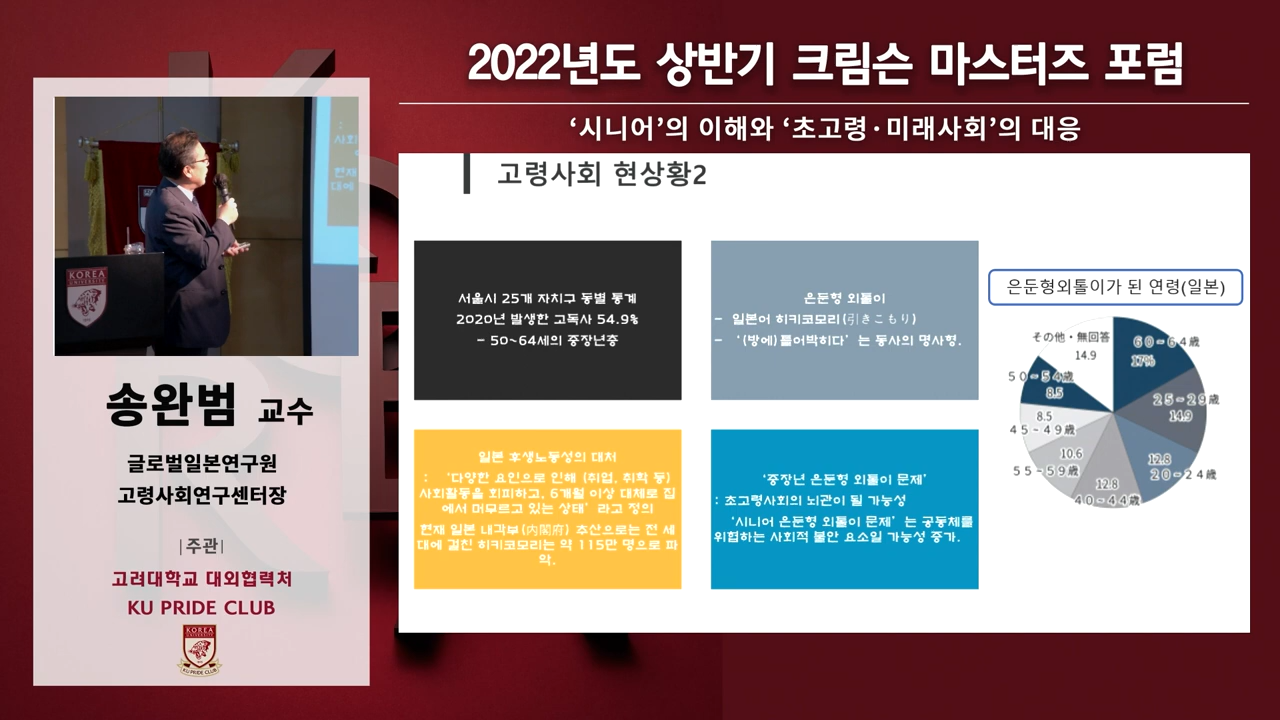 2022년도 상반기 크림슨 마스터즈 포럼
‘시니어’의 이해와 ‘초고령·미래사회’의 대응
송완범 교수
글로벌일본연구원
고령사회연구센터장
|주관|
고려대학교 대외협력처
KU PRIDE CLUB
KOREA
UNIVERSITY
KU PRIDE CLUB
KOREA
UNIVERSITY
고령사회 현상황2
서울시 25개 자치구 동별 통계
2020년 발생한 고독사 54.9%
- 50~64세의 중장년층
은둔형 외톨이
- 일본어 히키코모리(引きこもり)
- ‘(방에)틀어박히다’는 동사의 명사형.
일본 후생노동성의 대처
: ‘다양한 요인으로 인해 (취업, 취학 등)
사회활동을 회피하고, 6개월 이상 대체로 집
에서 머무르고 있는 상태’라고 정의
현재 일본 내각부(内閣府) 추산으로는 전 세
대에 걸친 히키코모리는 약 115만 명으로 파
악.
‘중장년 은둔형 외톨이 문제’
: 초고령사회의 뇌관이 될 가능성
‘시니어 은둔형 외톨이 문제’는 공동체를
위협하는 사회적 불안 요소일 가능성 증가.
은둔형외톨이가 된 연령(일본)
その他・無回答
14.9
60~64歳
17%
25~29歳
14.9
12.8
20~24歳
12.8
40~44歳
10.6
55~59歳
8.5
45~49歳
50~54歳
8.5